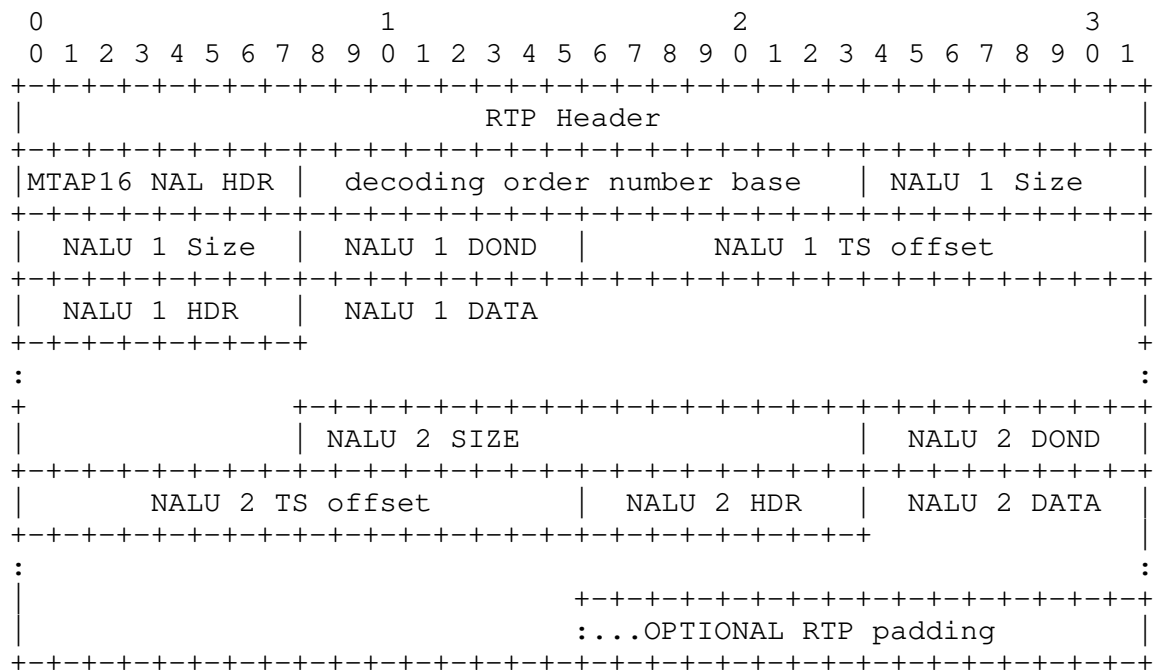 0                   1                   2                   3
 0 1 2 3 4 5 6 7 8 9 0 1 2 3 4 5 6 7 8 9 0 1 2 3 4 5 6 7 8 9 0 1
+-+-+-+-+-+-+-+-+-+-+-+-+-+-+-+-+-+-+-+-+-+-+-+-+-+-+-+-+-+-+-+-+
|                          RTP Header                           |
+-+-+-+-+-+-+-+-+-+-+-+-+-+-+-+-+-+-+-+-+-+-+-+-+-+-+-+-+-+-+-+-+
|MTAP16 NAL HDR |  decoding order number base   | NALU 1 Size   |
+-+-+-+-+-+-+-+-+-+-+-+-+-+-+-+-+-+-+-+-+-+-+-+-+-+-+-+-+-+-+-+-+
|  NALU 1 Size  |  NALU 1 DOND  |       NALU 1 TS offset        |
+-+-+-+-+-+-+-+-+-+-+-+-+-+-+-+-+-+-+-+-+-+-+-+-+-+-+-+-+-+-+-+-+
|  NALU 1 HDR   |  NALU 1 DATA                                  |
+-+-+-+-+-+-+-+-+                                               +
:                                                               :
+               +-+-+-+-+-+-+-+-+-+-+-+-+-+-+-+-+-+-+-+-+-+-+-+-+
|               | NALU 2 SIZE                   |  NALU 2 DOND  |
+-+-+-+-+-+-+-+-+-+-+-+-+-+-+-+-+-+-+-+-+-+-+-+-+-+-+-+-+-+-+-+-+
|       NALU 2 TS offset        |  NALU 2 HDR   |  NALU 2 DATA  |
+-+-+-+-+-+-+-+-+-+-+-+-+-+-+-+-+-+-+-+-+-+-+-+-+               |
:                                                               :
|                               +-+-+-+-+-+-+-+-+-+-+-+-+-+-+-+-+
|                               :...OPTIONAL RTP padding        |
+-+-+-+-+-+-+-+-+-+-+-+-+-+-+-+-+-+-+-+-+-+-+-+-+-+-+-+-+-+-+-+-+